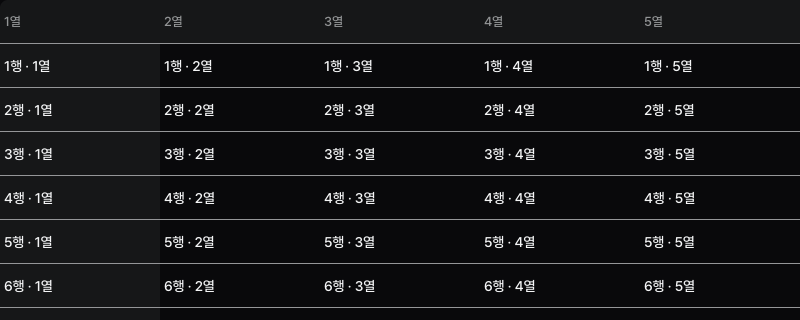 1열 2열 3열 4열 5열
1행 · 1열 1행 · 2열 1행 · 3열 1행 · 4열 1행 · 5열
2행 · 1열 2행 · 2열 2행 · 3열 2행 · 4열 2행 · 5열
3행 · 1열 3행 · 2열 3행 · 3열 3행 · 4열 3행 · 5열
4행 · 1열 4행 · 2열 4행 · 3열 4행 · 4열 4행 · 5열
5행 · 1열 5행 · 2열 5행 · 3열 5행 · 4열 5행 · 5열
6행 · 1열 6행 · 2열 6행 · 3열 6행 · 4열 6행 · 5열